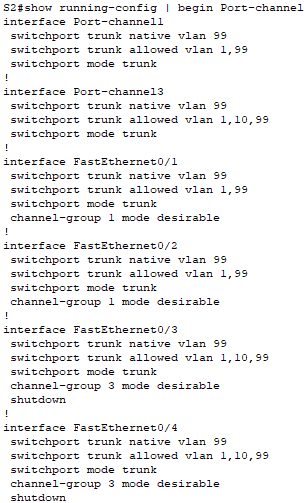 S2#show running-config | begin Port-channel
interface Port-channel1
 switchport trunk native vlan 99
 switchport trunk allowed vlan 1,99
 switchport mode trunk
!
interface Port-channel3
 switchport trunk native vlan 99
 switchport trunk allowed vlan 1,10,99
 switchport mode trunk
!
interface FastEthernet0/1
 switchport trunk native vlan 99
 switchport trunk allowed vlan 1,99
 switchport mode trunk
 channel-group 1 mode desirable
!
interface FastEthernet0/2
 switchport trunk native vlan 99
 switchport trunk allowed vlan 1,99
 switchport mode trunk
 channel-group 1 mode desirable
!
interface FastEthernet0/3
 switchport trunk native vlan 99
 switchport trunk allowed vlan 1,10,99
 switchport mode trunk
 channel-group 3 mode desirable
 shutdown
!
interface FastEthernet0/4
 switchport trunk native vlan 99
 switchport trunk allowed vlan 1,10,99
 switchport mode trunk
 channel-group 3 mode desirable
 shutdown